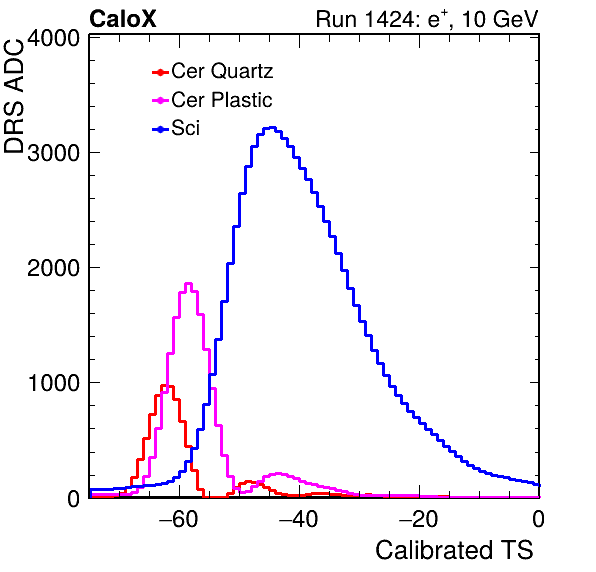 CaloX Run 1424: e⁺, 10 GeV
DRS ADC
4000
3000
2000
1000
0
Cer Quartz
Cer Plastic
Sci
−60 −40 −20 0
Calibrated TS